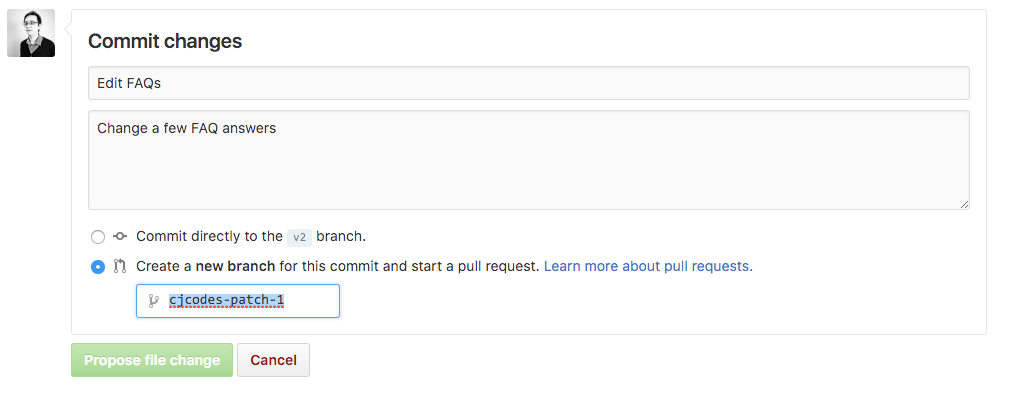 Commit changes
Edit FAQs
Change a few FAQ answers
Commit directly to the v2 branch.
Create a new branch for this commit and start a pull request. Learn more about pull requests.
cjcodes-patch-1
Propose file change Cancel